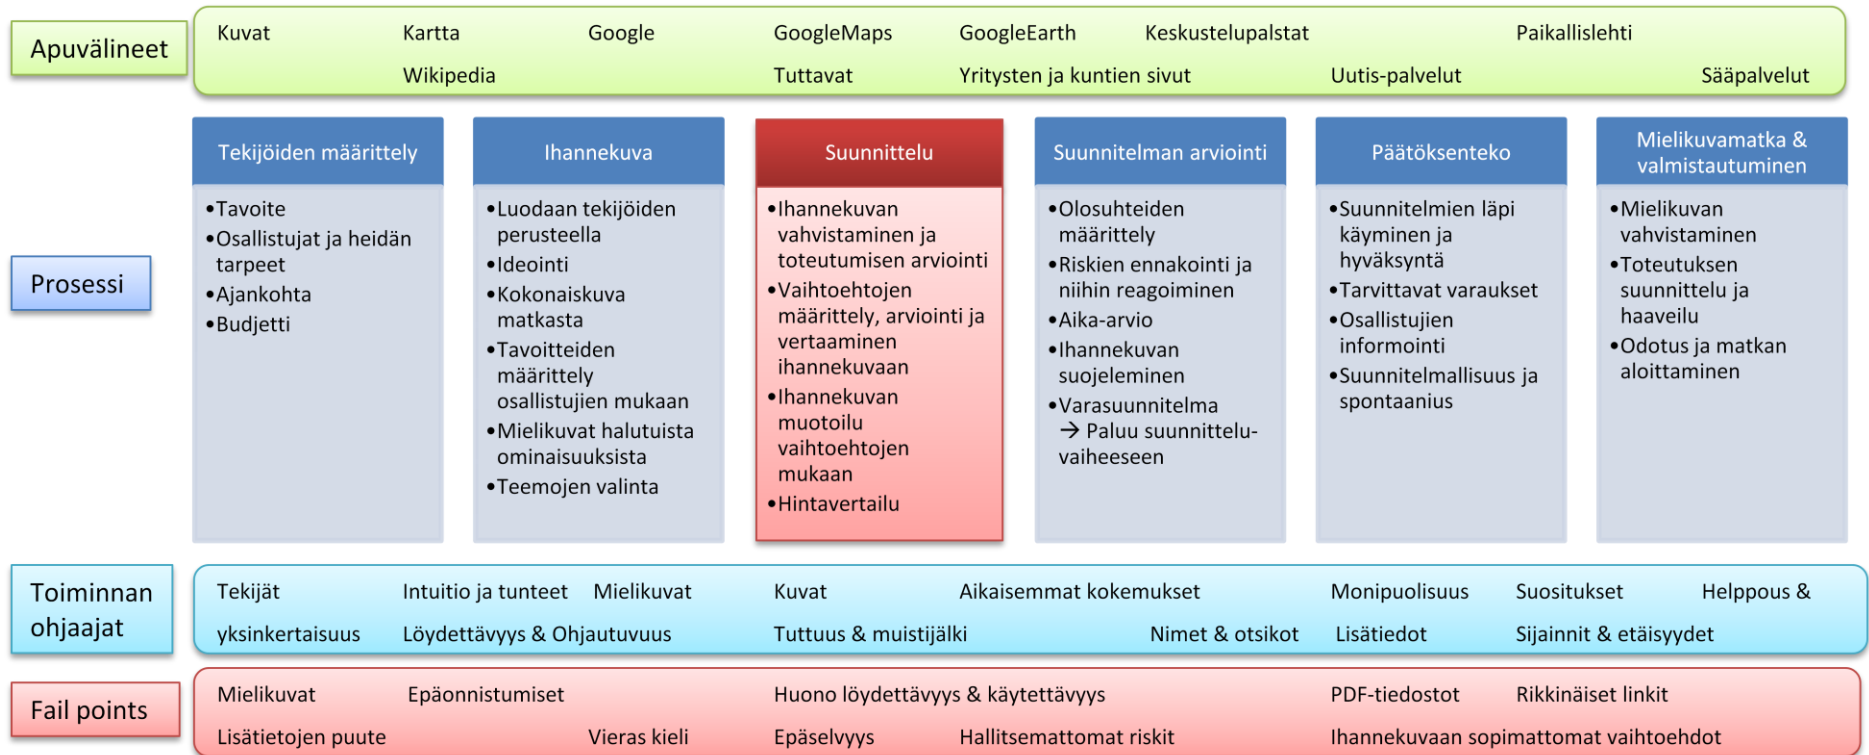 Apuvälineet
Kuvat Kartta Google GoogleMaps GoogleEarth Keskustelupalstat Paikallislehti
Wikipedia Tuttavat Yritysten ja kuntien sivut Uutis-palvelut Sääpalvelut
Prosessi
Tekijöiden määrittely
•Tavoite
•Osallistujat ja heidän
tarpeet
•Ajankohta
•Budjetti
Ihannekuva
•Luodaan tekijöiden
perusteella
•Ideointi
•Kokonaiskuva
matkasta
•Tavoitteiden
määrittely
osallistujien mukaan
•Mielikuvat halutuista
ominaisuuksista
•Teemojen valinta
Suunnittelu
•Ihannekuvan
vahvistaminen ja
toteutumisen arviointi
•Vaihtoehtojen
määrittely, arviointi ja
vertaaminen
ihannekuvaan
•Ihannekuvan
muotoilu
vaihtoehtojen
mukaan
•Hintavertailu
Suunnitelman arviointi
•Olosuhteiden
määrittely
•Riskien ennakointi ja
niihin reagoiminen
•Aika-arvio
•Ihannekuvan
suojeleminen
•Varasuunnitelma
→ Paluu suunnittelu-
vaiheeseen
Päätöksenteko
•Suunnitelmien läpi
käyminen ja
hyväksyntä
•Tarvittavat varaukset
•Osallistujien
informointi
•Suunnitelmallisuus ja
spontaanius
Mielikuvamatka &
valmistautuminen
•Mielikuvan
vahvistaminen
•Toteutuksen
suunnittelu ja
haaveilu
•Odotus ja matkan
aloittaminen
Toiminnan
ohjaajat
Tekijät Intuitio ja tunteet Mielikuvat Kuvat Aikaisemmat kokemukset Monipuolisuus Suositukset Helppous &
yksinkertaisuus Löydettävyys & Ohjautuvuus Tuttuus & muistijälki Nimet & otsikot Lisätiedot Sijainnit & etäisyydet
Fail points
Mielikuvat Epäonnistumiset Huono löydettävyys & käytettävyys PDF-tiedostot Rikkinäiset linkit
Lisätietojen puute Vieras kieli Epäselvyys Hallitsemattomat riskit Ihannekuvaan sopimattomat vaihtoehdot